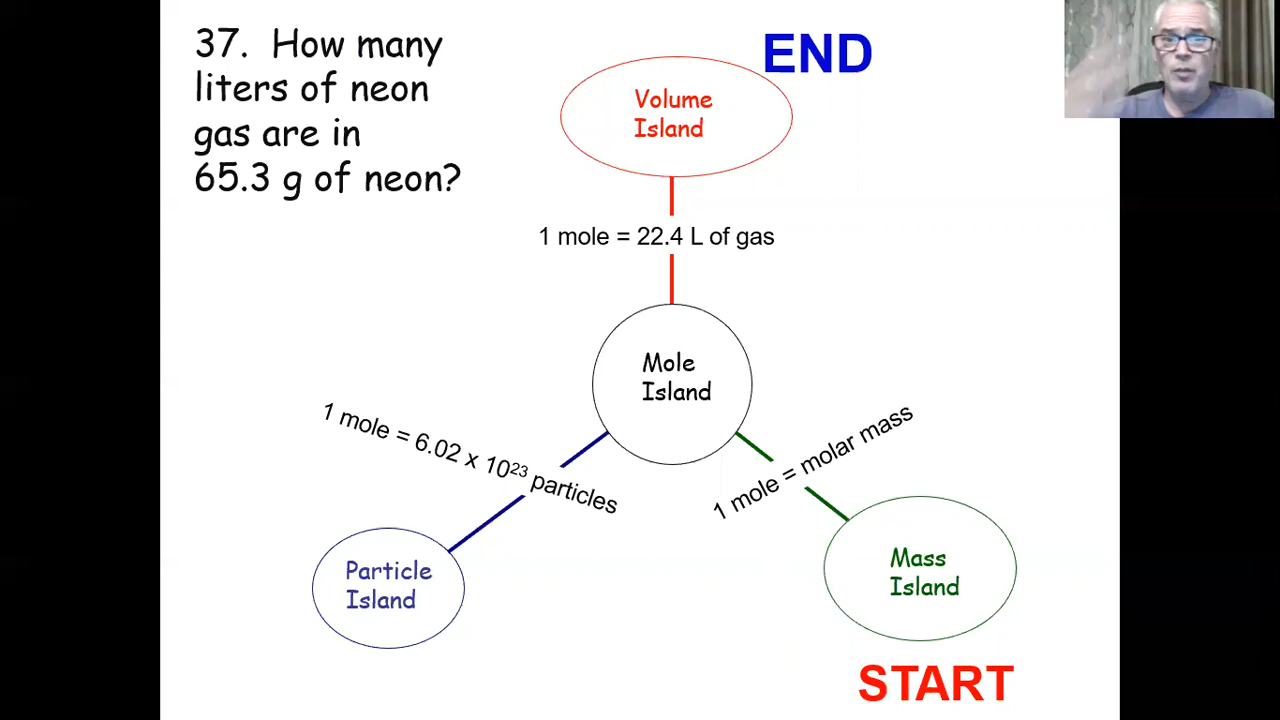 37.  How many
liters of neon
gas are in
65.3 g of neon?
END
Volume
Island
1 mole = 22.4 L of gas
Mole
Island
1 mole = 6.02 x 10²³ particles
1 mole = molar mass
Particle
Island
Mass
Island
START